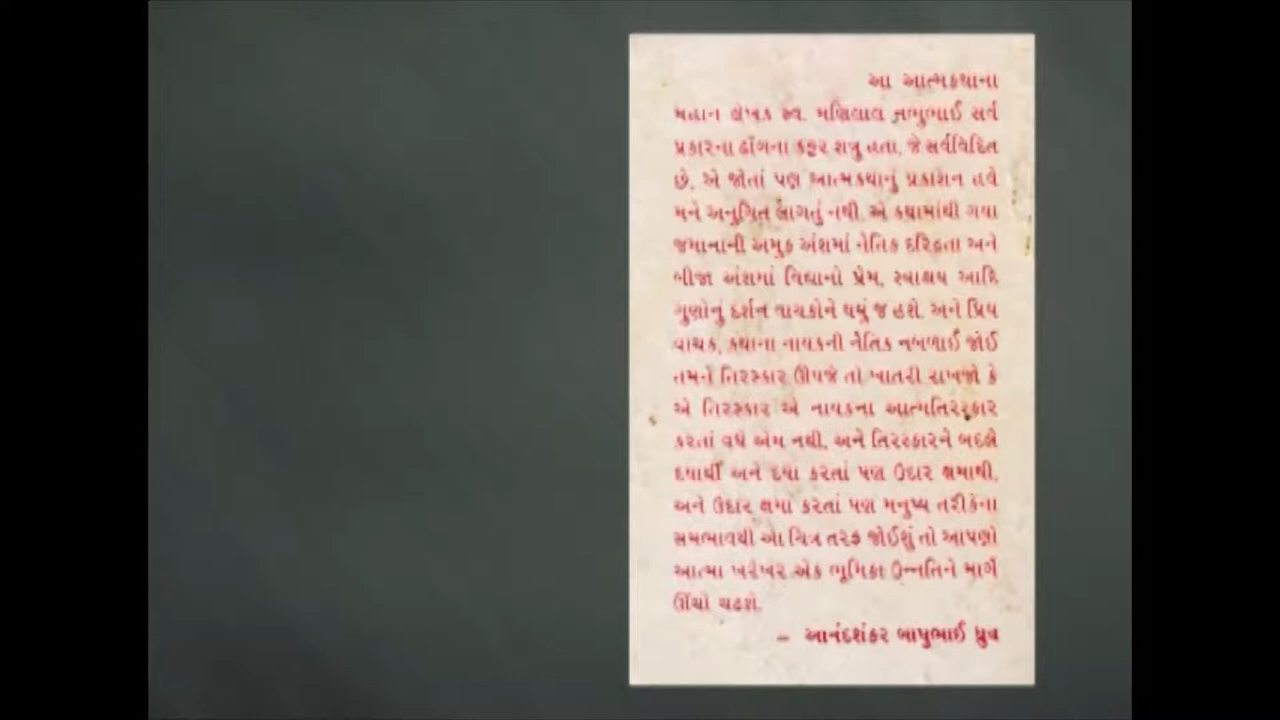 આ આત્મકથાના
મહાન લેખક સ્વ. મણિલાલ નભુભાઈ સર્વ
પ્રકારના ઢોંગના કટ્ટર શત્રુ હતા, જે સર્વવિદિત
છે. એ જોતાં પણ આત્મકથાનું પ્રકાશન હવે
મને અનુચિત લાગતું નથી. એ કથામાંથી ગયા
જમાનાની અમુક અંશમાં નૈતિક દરિદ્રતા અને
બીજા અંશમાં વિદ્યાનો પ્રેમ, સ્વાશ્રય આદિ
ગુણોનું દર્શન વાચકોને થયું જ હશે. અને પ્રિય
વાચક, કથાના નાયકની નૈતિક નબળાઈ જોઈ
તમને તિરસ્કાર ઊપજે તો ખાતરી રાખજો કે
એ તિરસ્કાર એ નાયકના આત્મતિરસ્કાર
કરતાં વધે એમ નથી. અને તિરસ્કારને બદલે
દયાથી અને દયા કરતાં પણ ઉદાર ક્ષમાથી,
અને ઉદાર ક્ષમા કરતાં પણ મનુષ્ય તરીકેના
સમભાવથી એ ચિત્ર તરફ જોઈશું તો આપણો
આત્મા ખરેખર એક ભૂમિકા ઉન્નતિને માર્ગે
ઊંચો ચઢશે.
– આનંદશંકર બાપુભાઈ ધ્રુવ